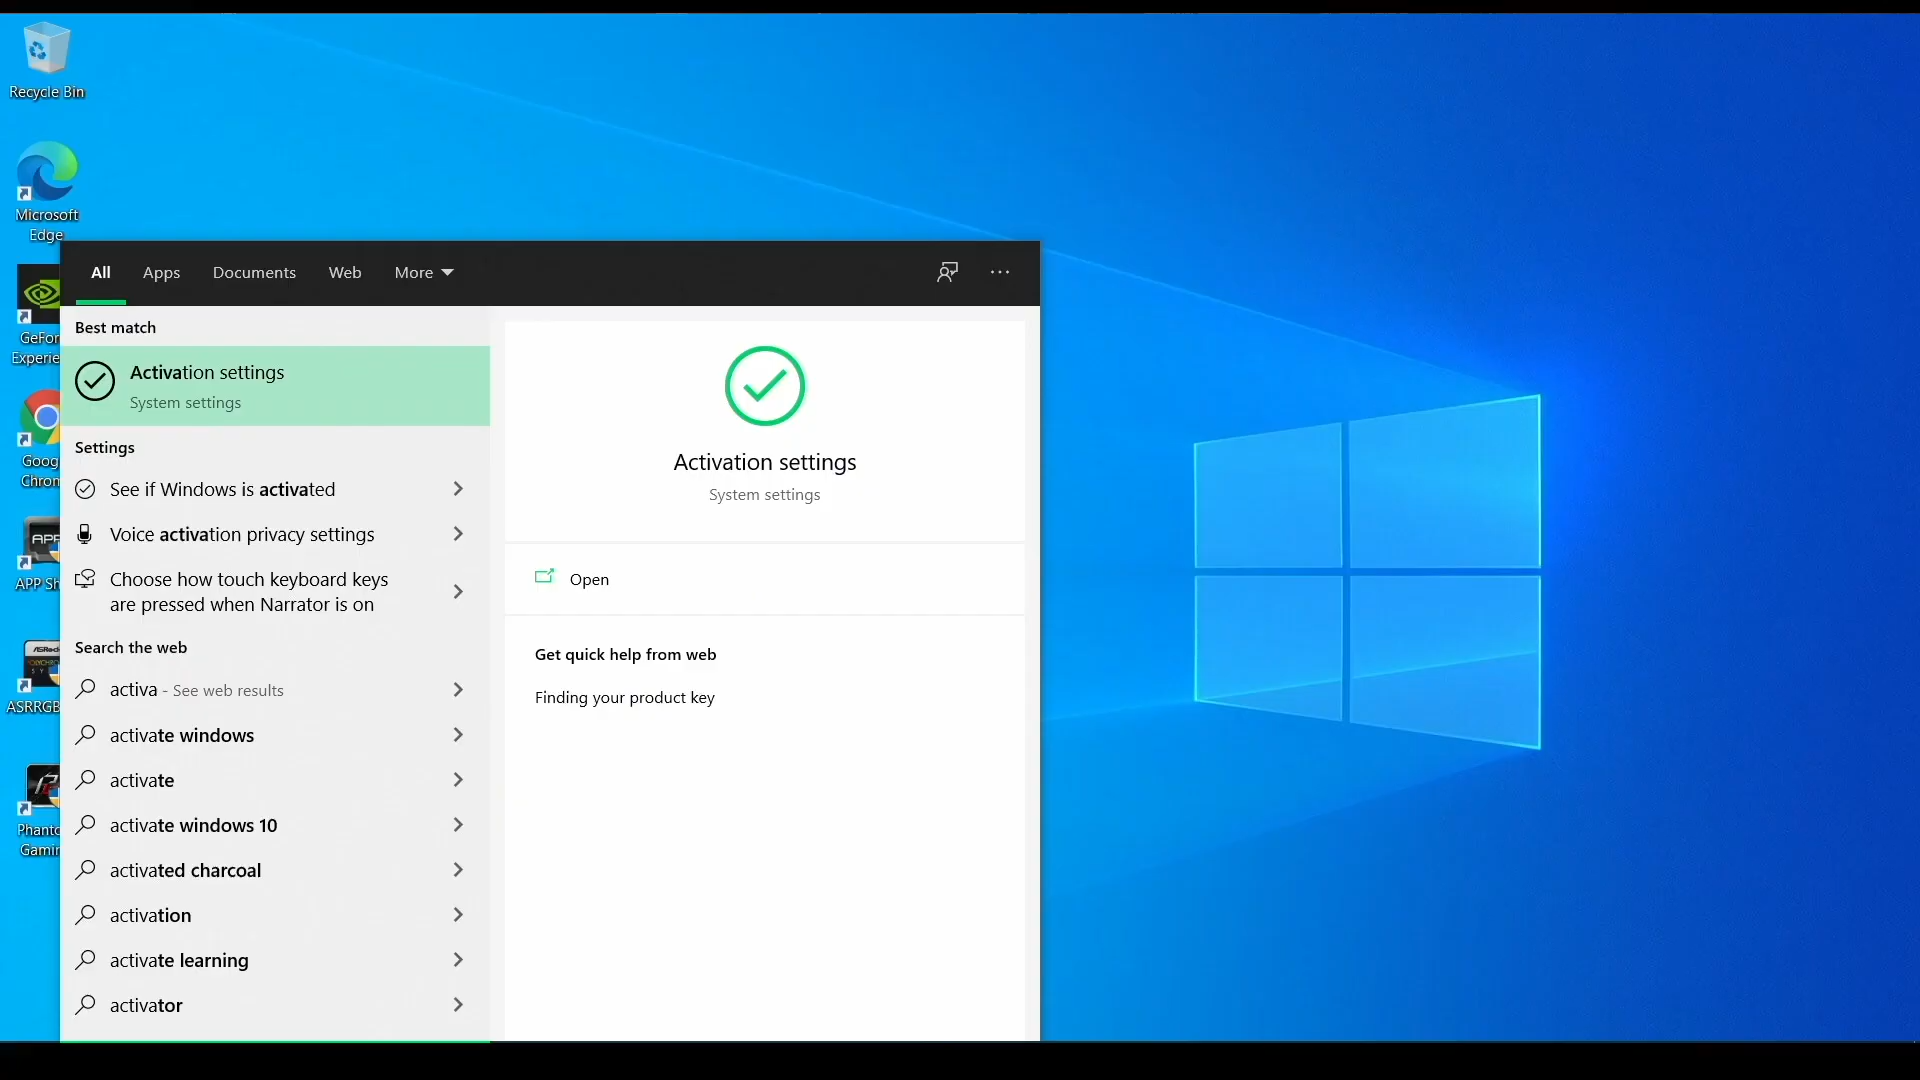 Recycle Bin
Microsoft
Edge
GeFor
Experie
Goog
Chrom
APP Sh
ASRRGB
Phanto
Gamin
All Apps Documents Web More
Best match
Activation settings
System settings
Settings
See if Windows is activated
Voice activation privacy settings
Choose how touch keyboard keys
are pressed when Narrator is on
Search the web
activa - See web results
activate windows
activate
activate windows 10
activated charcoal
activation
activate learning
activator
Activation settings
System settings
Open
Get quick help from web
Finding your product key